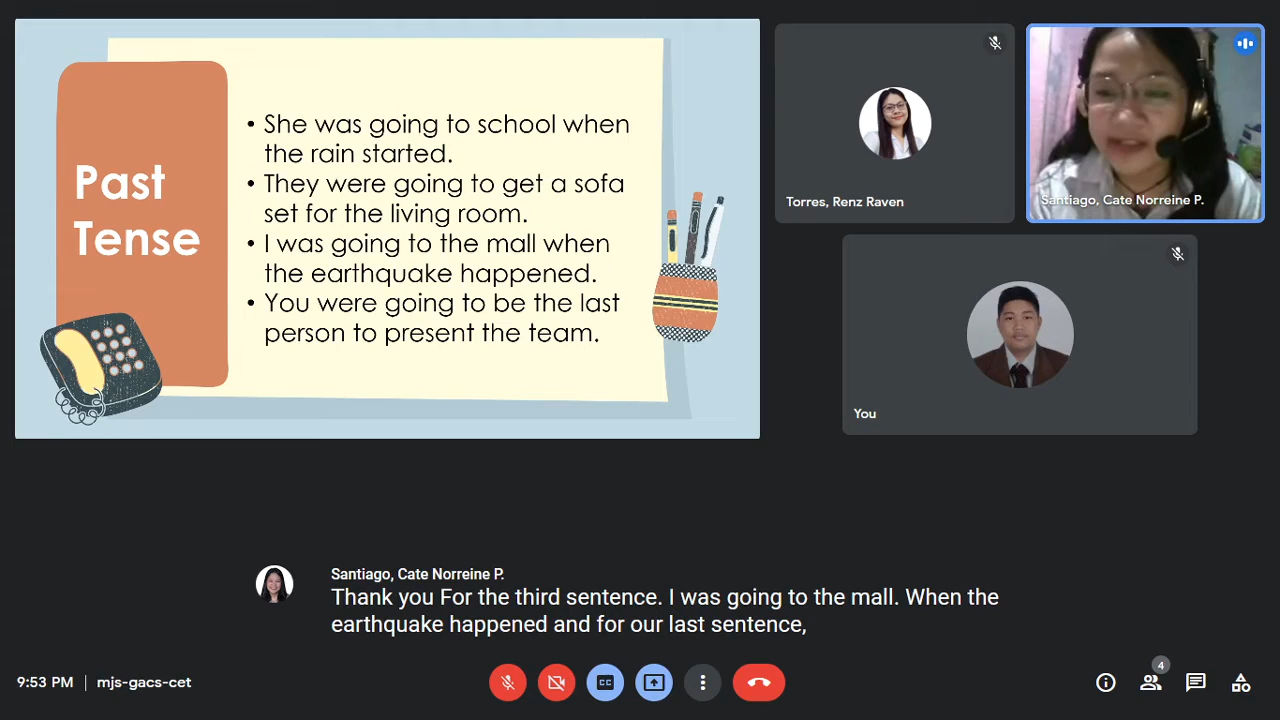 Past
Tense
• She was going to school when
the rain started.
• They were going to get a sofa
set for the living room.
• I was going to the mall when
the earthquake happened.
• You were going to be the last
person to present the team.
Torres, Renz Raven
Santiago, Cate Norreine P.
You
Santiago, Cate Norreine P.
Thank you For the third sentence. I was going to the mall. When the
earthquake happened and for our last sentence,
9:53 PM | mjs-gacs-cet
CC
4